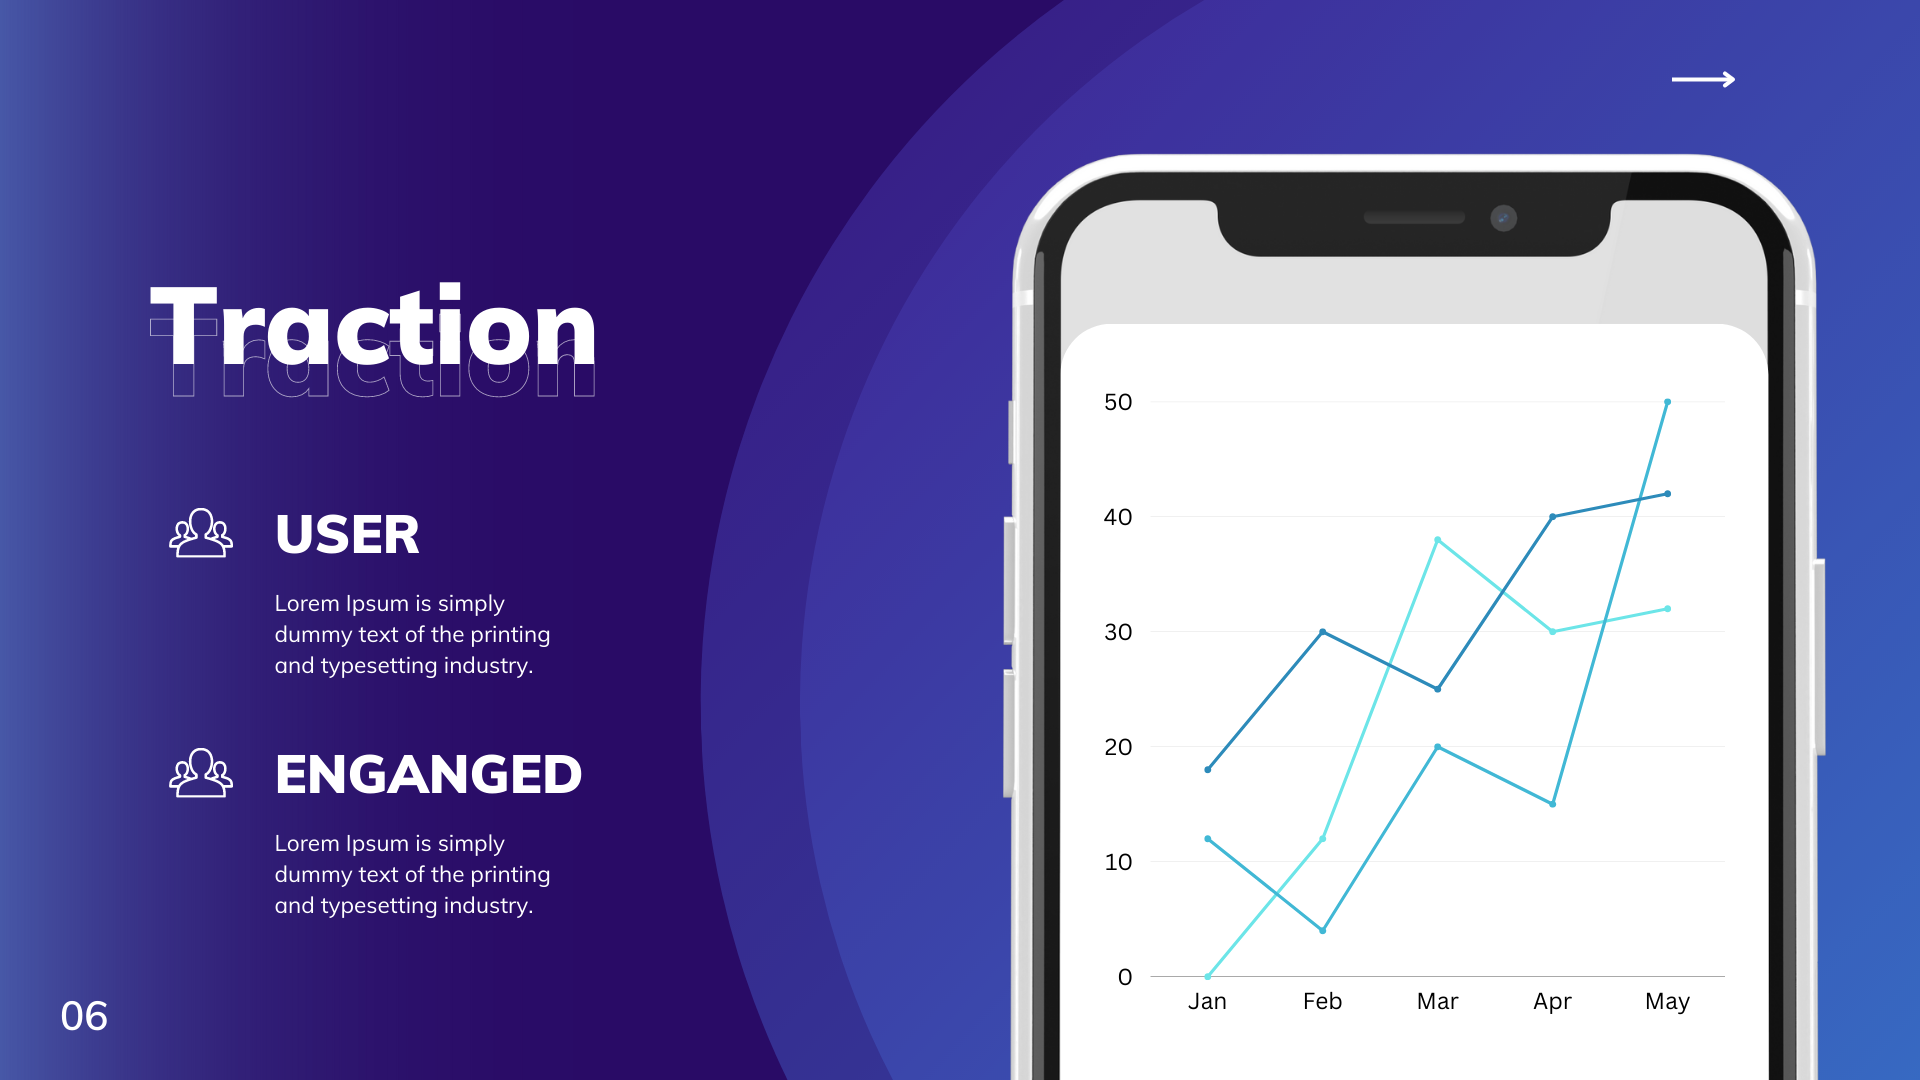 Traction
Traction
USER
Lorem Ipsum is simply
dummy text of the printing
and typesetting industry.
ENGANGED
Lorem Ipsum is simply
dummy text of the printing
and typesetting industry.
06
50
40
30
20
10
0
Jan Feb Mar Apr May